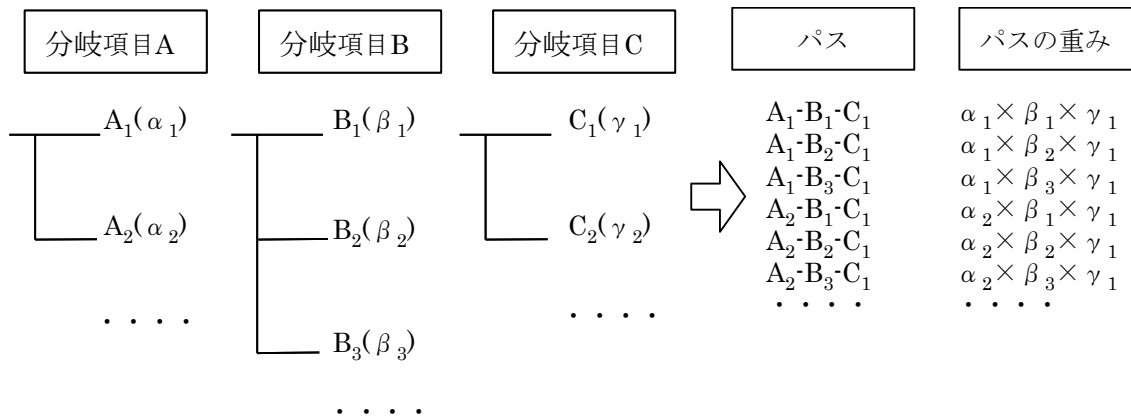 分岐項目A
分岐項目B
分岐項目C
パス
パスの重み
A₁(α₁)
A₂(α₂)
・・・・
B₁(β₁)
B₂(β₂)
B₃(β₃)
・・・・
C₁(γ₁)
C₂(γ₂)
・・・・
A₁-B₁-C₁
A₁-B₂-C₁
A₁-B₃-C₁
A₂-B₁-C₁
A₂-B₂-C₁
A₂-B₃-C₁
・・・・
α₁×β₁×γ₁
α₁×β₂×γ₁
α₁×β₃×γ₁
α₂×β₁×γ₁
α₂×β₂×γ₁
α₂×β₃×γ₁
・・・・